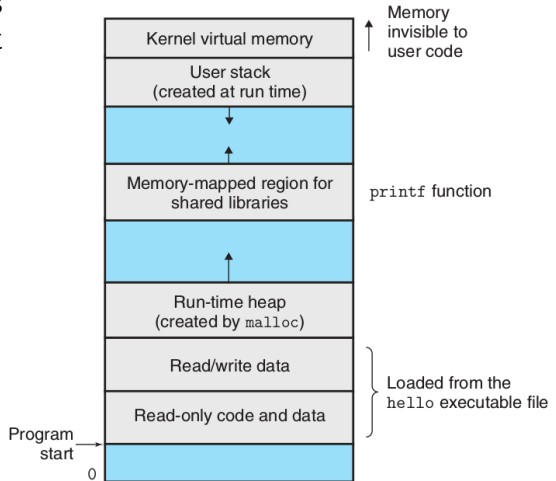 Memory
invisible to
user code
Kernel virtual memory
User stack
(created at run time)
Memory-mapped region for
shared libraries
printf function
Run-time heap
(created by malloc)
Read/write data
Read-only code and data
Loaded from the
hello executable file
Program
start
0